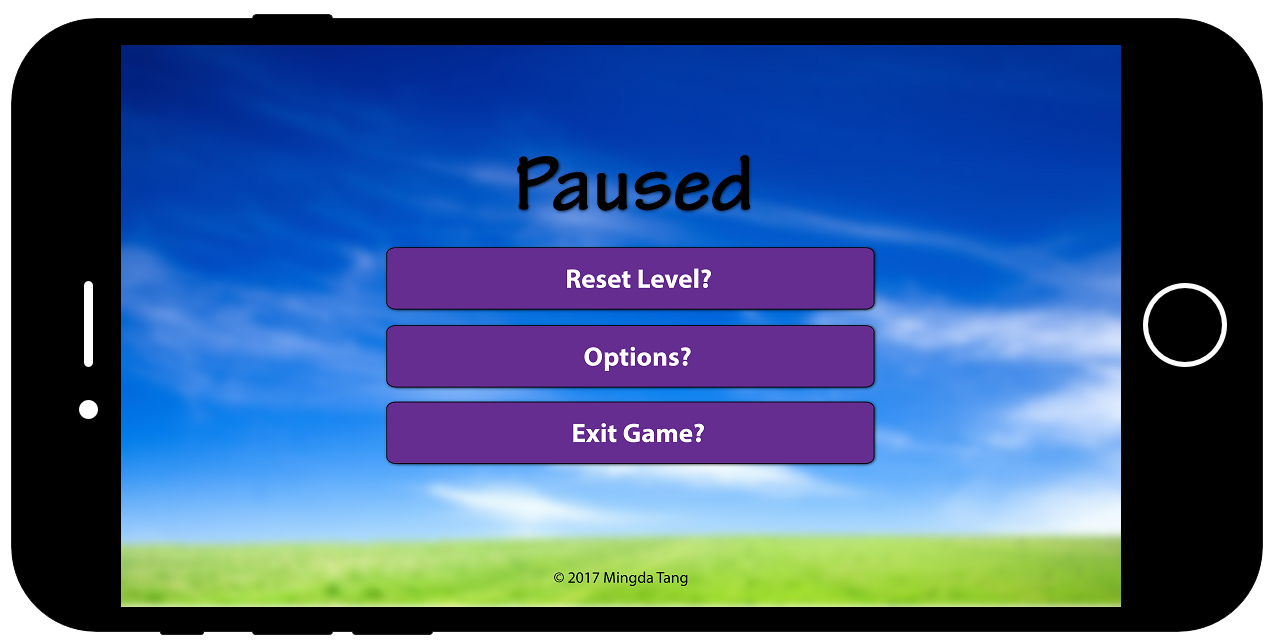 Paused
Reset Level?
Options?
Exit Game?
© 2017 Mingda Tang